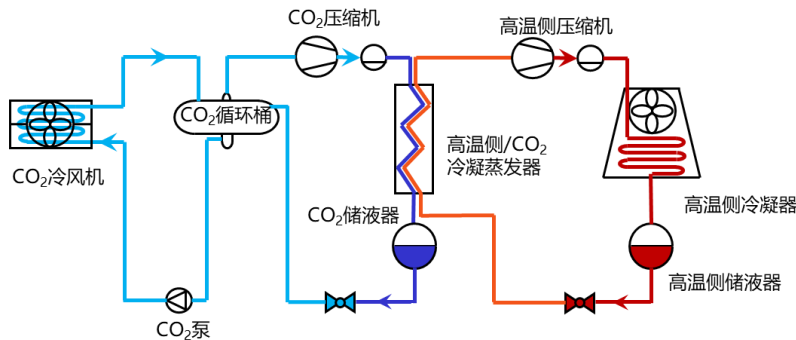 CO₂压缩机
高温侧压缩机
CO₂循环桶
高温侧/CO₂
冷凝蒸发器
CO₂冷风机
高温侧冷凝器
CO₂储液器
高温侧储液器
CO₂泵